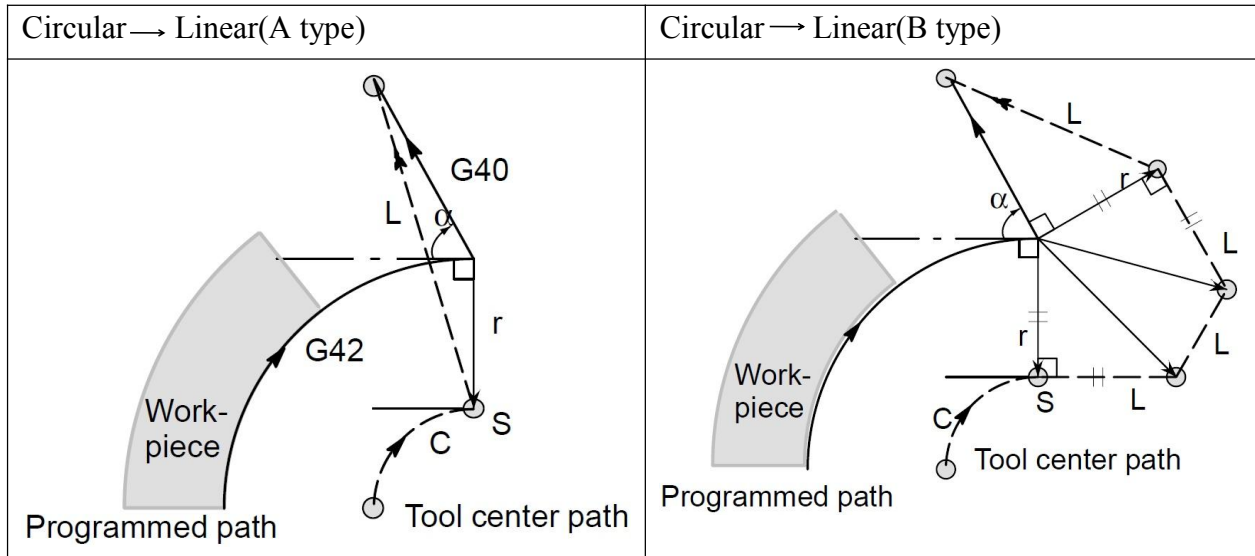 Circular → Linear(A type)
G40
L
α
r
G42
Work-
piece
S
C
Programmed path
Tool center path
Circular → Linear(B type)
L
r
α
L
r
L
Work-
piece
S
L
C
Tool center path
Programmed path